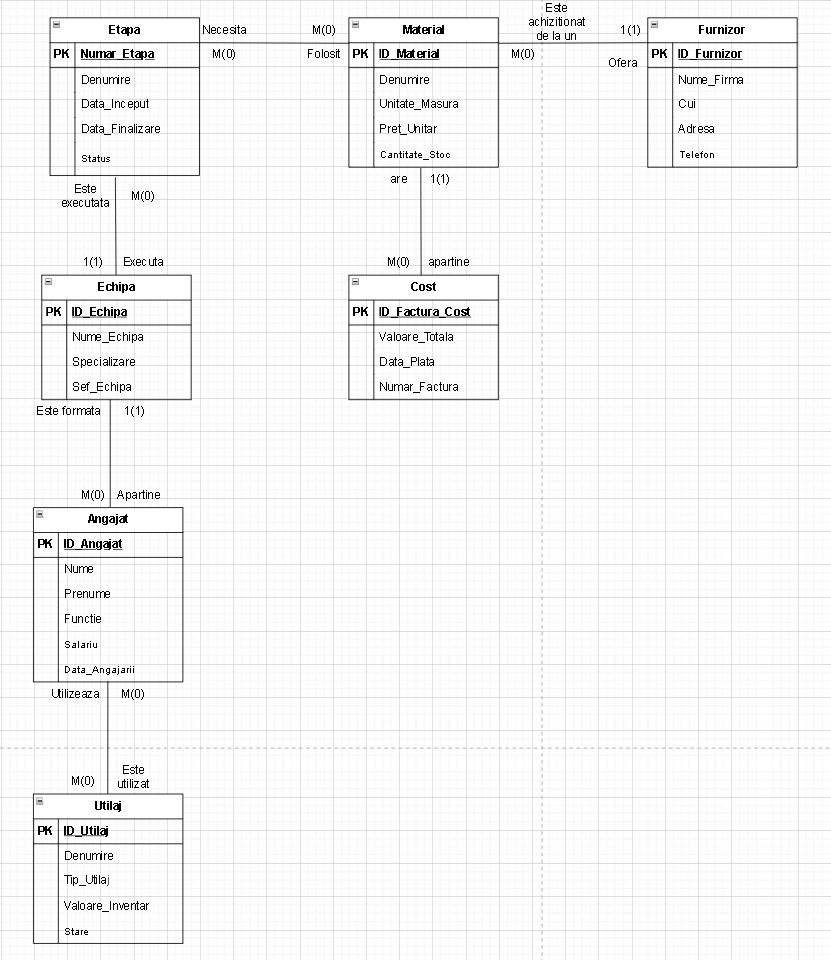 Este
achizitionat
de la un
Etapa
Necesita
M(0)
Material
1(1)
Furnizor
PK Numar_Etapa
M(0)
Folosit
PK ID_Material
M(0)
Ofera
PK ID_Furnizor
Denumire
Data_Inceput
Data_Finalizare
Status
Denumire
Unitate_Masura
Pret_Unitar
Cantitate_Stoc
Nume_Firma
Cui
Adresa
Telefon
Este
executata
M(0)
are
1(1)
1(1)
Executa
M(0)
apartine
Echipa
PK ID_Echipa
Nume_Echipa
Specializare
Sef_Echipa
Cost
PK ID_Factura_Cost
Valoare_Totala
Data_Plata
Numar_Factura
Este formata
1(1)
M(0)
Apartine
Angajat
PK ID_Angajat
Nume
Prenume
Functie
Salariu
Data_Angajarii
Utilizeaza
M(0)
M(0)
Este
utilizat
Utilaj
PK ID_Utilaj
Denumire
Tip_Utilaj
Valoare_Inventar
Stare